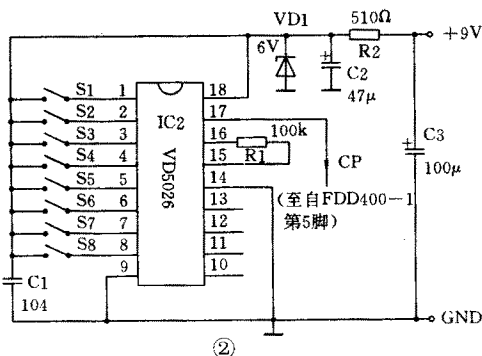 VD1
510Ω
+9V
6V
R2
C2
47μ
C3
100μ
S1 1
S2 2
S3 3
S4 4
S5 5
S6 6
S7 7
S8 8
9
IC2
VD5026
18
17
16
15
14
13
12
11
10
100k
R1
CP
(至自FDD400-1
第5脚)
C1
104
GND
②